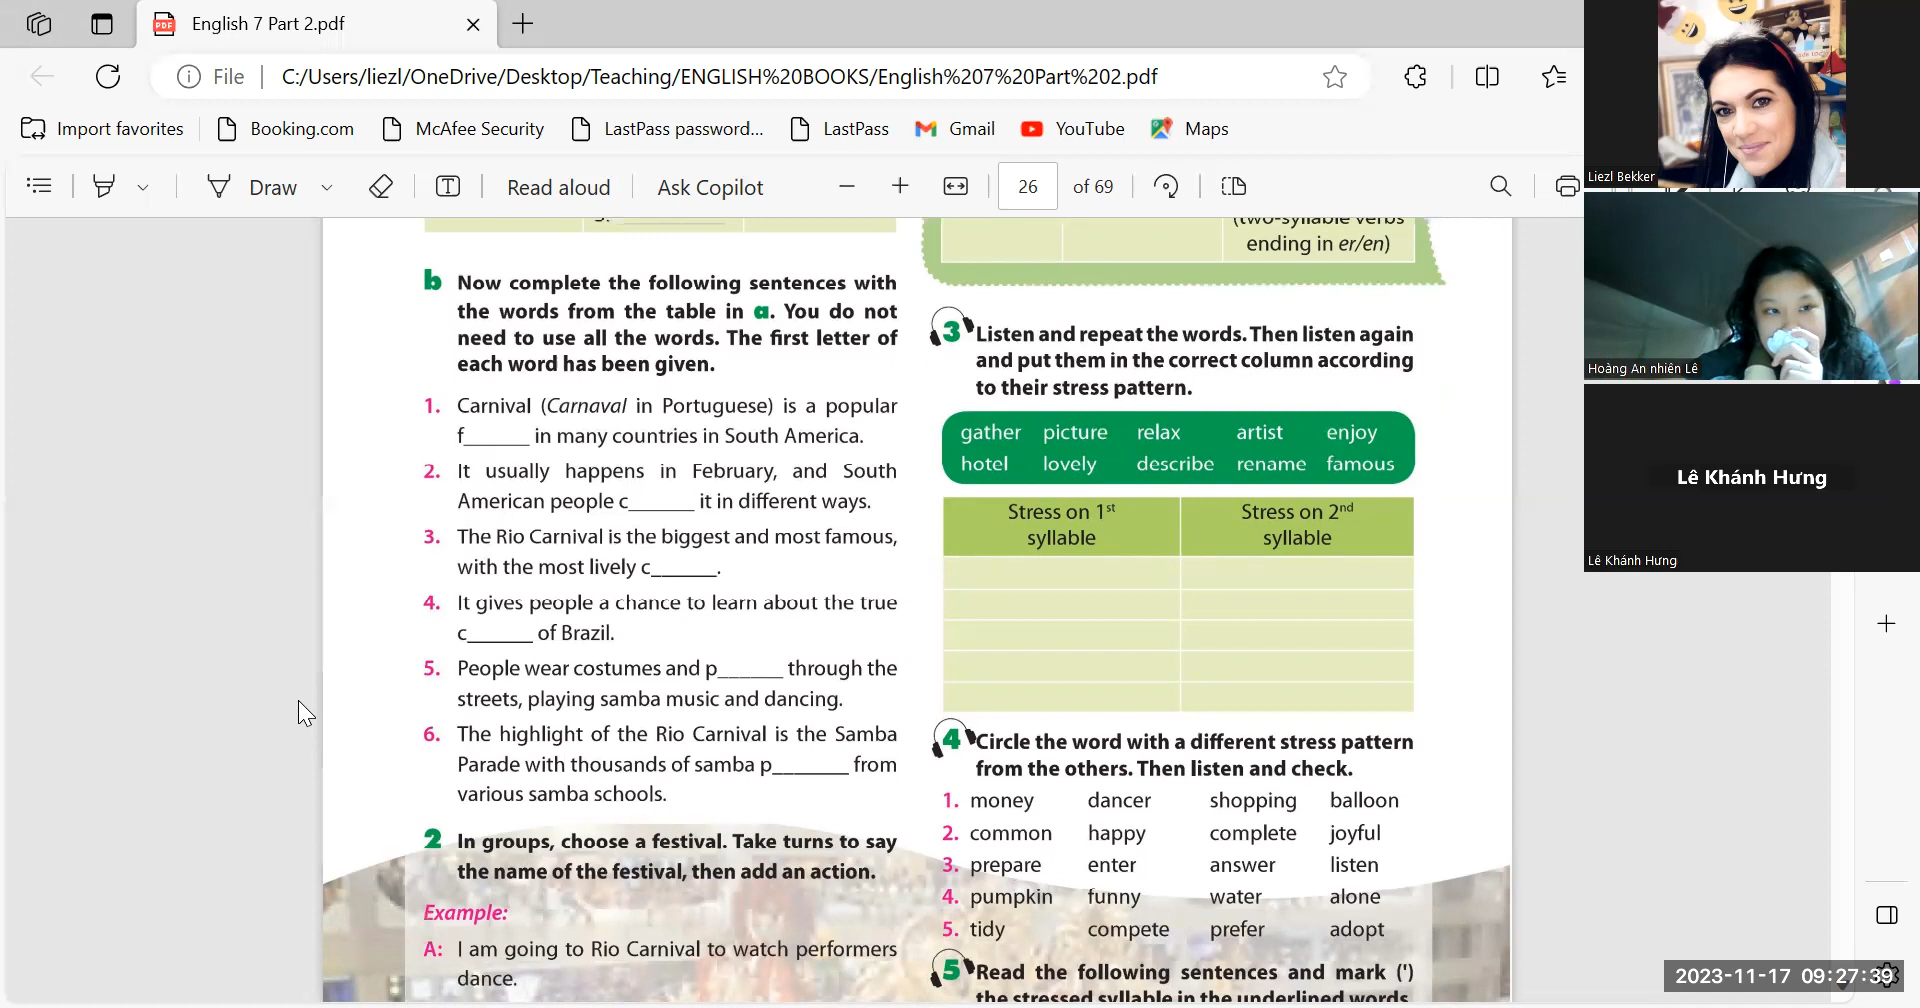 English 7 Part 2.pdf
File
C:/Users/liezl/OneDrive/Desktop/Teaching/ENGLISH%20BOOKS/English%207%20Part%202.pdf
Import favorites
Booking.com
McAfee Security
LastPass password...
LastPass
Gmail
YouTube
Maps
Draw
Read aloud
Ask Copilot
26 of 69
b Now complete the following sentences with
the words from the table in a. You do not
need to use all the words. The first letter of
each word has been given.
1. Carnival (Carnaval in Portuguese) is a popular
f______ in many countries in South America.
2. It usually happens in February, and South
American people c______ it in different ways.
3. The Rio Carnival is the biggest and most famous,
with the most lively c______.
4. It gives people a chance to learn about the true
c______ of Brazil.
5. People wear costumes and p______ through the
streets, playing samba music and dancing.
6. The highlight of the Rio Carnival is the Samba
Parade with thousands of samba p_______ from
various samba schools.
2 In groups, choose a festival. Take turns to say
the name of the festival, then add an action.
Example:
A: I am going to Rio Carnival to watch performers
dance.
(two-syllable verbs
ending in er/en)
3 Listen and repeat the words. Then listen again
and put them in the correct column according
to their stress pattern.
gather picture relax artist enjoy
hotel lovely describe rename famous
Stress on 1st
syllable
Stress on 2nd
syllable
4 Circle the word with a different stress pattern
from the others. Then listen and check.
1. money dancer shopping balloon
2. common happy complete joyful
3. prepare enter answer listen
4. pumpkin funny water alone
5. tidy compete prefer adopt
5 Read the following sentences and mark (')
the stressed syllable in the underlined words.
Liezl Bekker
Hoàng An nhiên Lê
Lê Khánh Hưng
Lê Khánh Hưng
2023-11-17 09:27:39